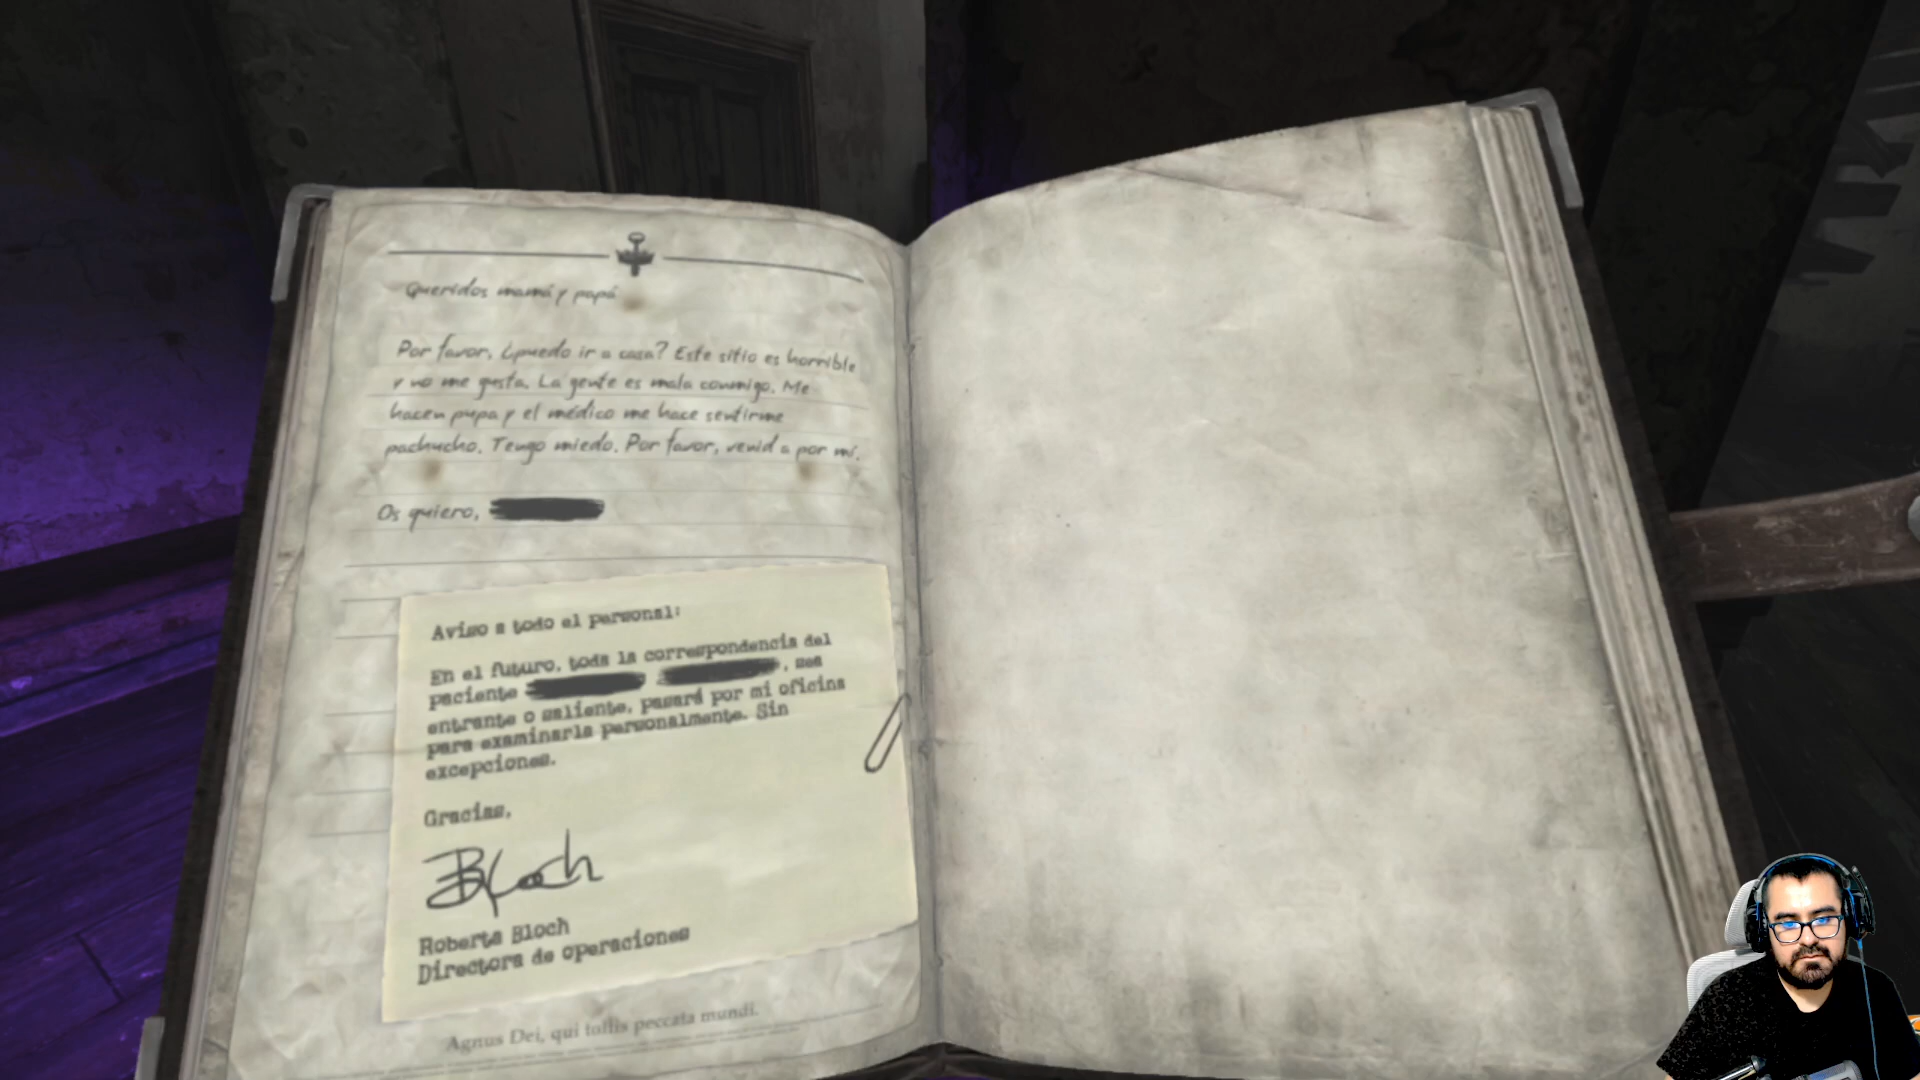 Queridos mamá y papá
Por favor, ¿puedo ir a casa? Este sitio es horrible
y no me gusta. La gente es mala conmigo. Me
hacen pupa y el médico me hace sentirme
pachucho. Tengo miedo. Por favor, venid a por mí.
Os quiero,
Aviso a todo el personal:
En el futuro, toda la correspondencia del
paciente , sea
entrante o saliente, pasará por mi oficina
para examinarla personalmente. Sin
excepciones.
Gracias,
Bloch
Roberta Bloch
Directora de operaciones
Agnus Dei, qui tollis peccata mundi.